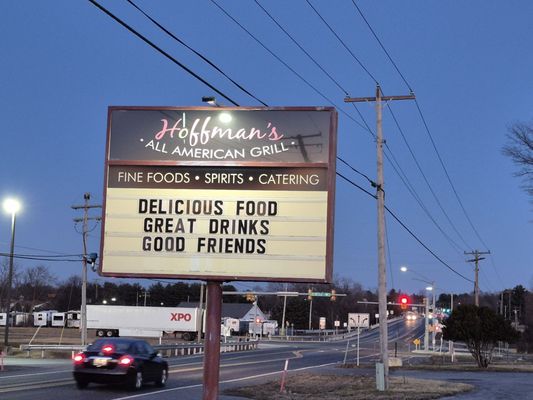 Hoffman's
• ALL AMERICAN GRILL •
FINE FOODS • SPIRITS • CATERING
DELICIOUS FOOD
GREAT DRINKS
GOOD FRIENDS
XPO